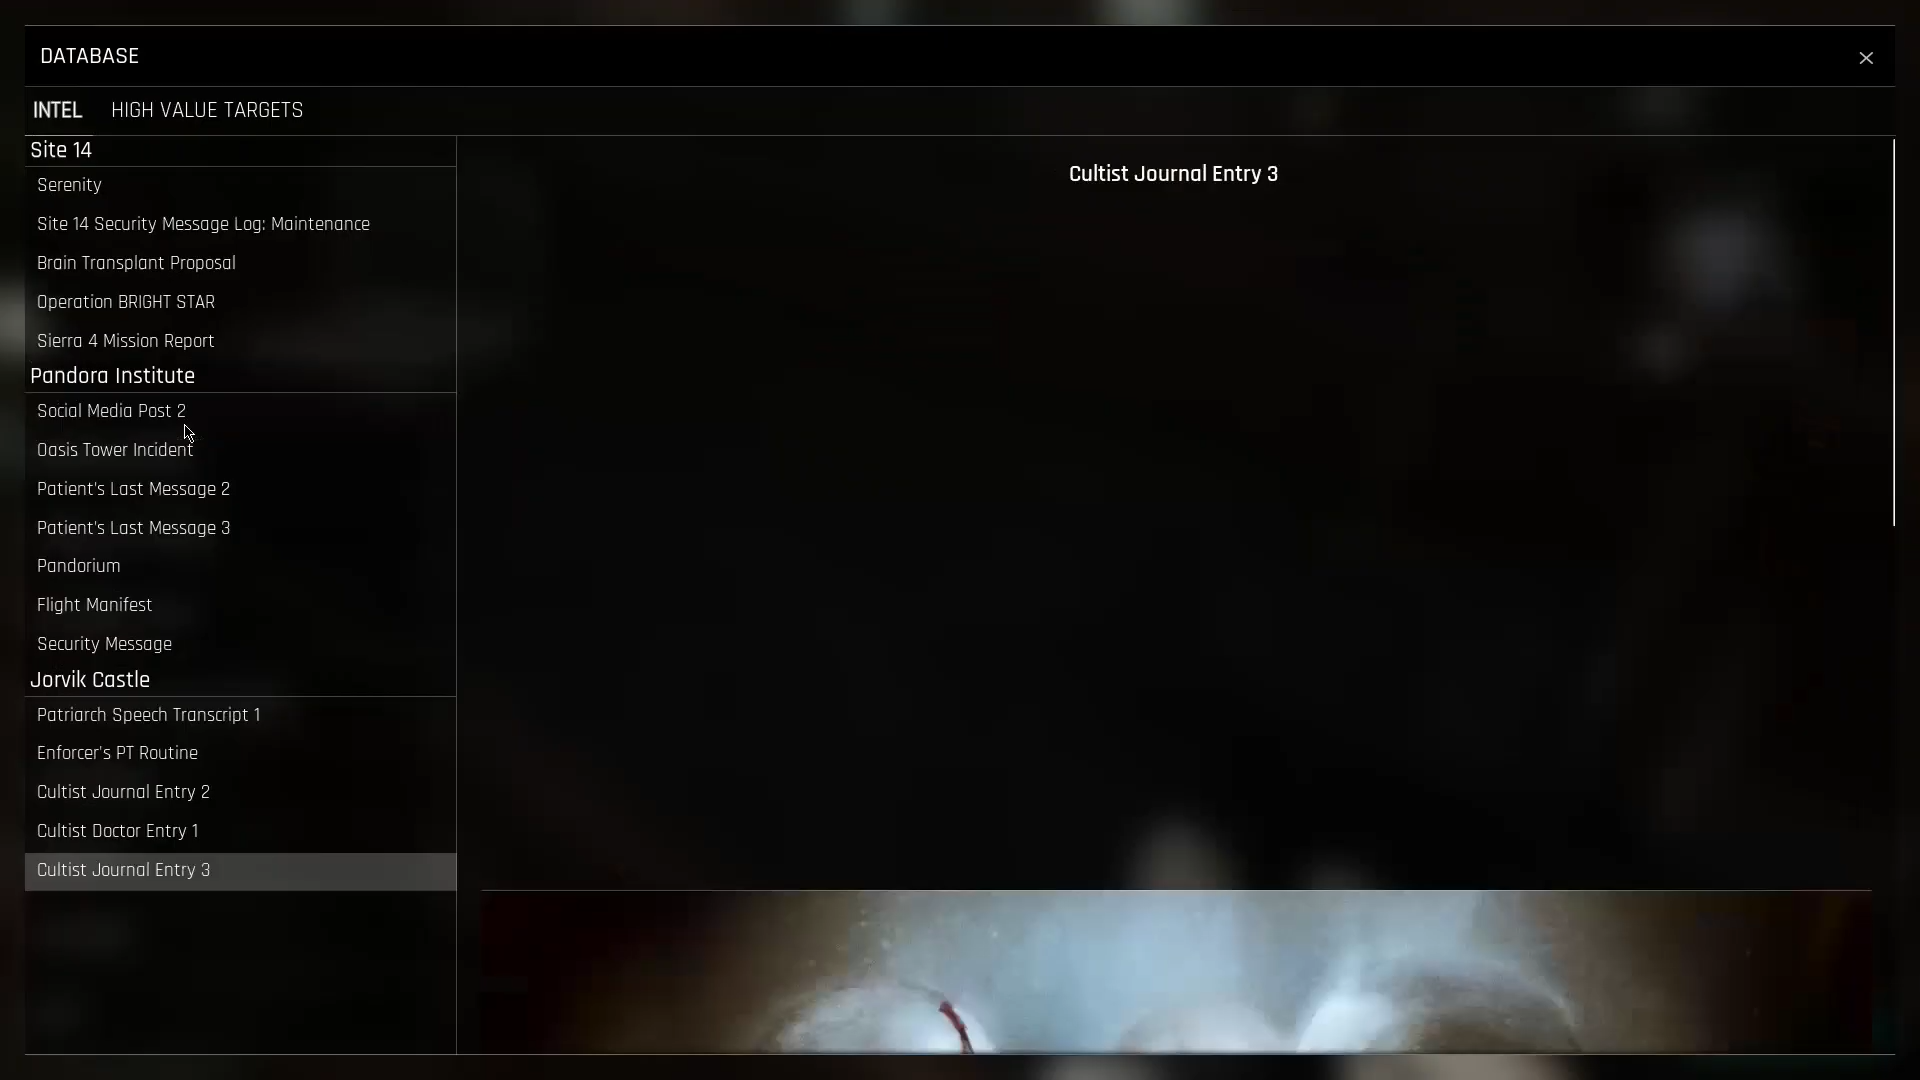 DATABASE
INTEL
HIGH VALUE TARGETS
Site 14
Serenity
Site 14 Security Message Log: Maintenance
Brain Transplant Proposal
Operation BRIGHT STAR
Sierra 4 Mission Report
Pandora Institute
Social Media Post 2
Oasis Tower Incident
Patient's Last Message 2
Patient's Last Message 3
Pandorium
Flight Manifest
Security Message
Jorvik Castle
Patriarch Speech Transcript 1
Enforcer's PT Routine
Cultist Journal Entry 2
Cultist Doctor Entry 1
Cultist Journal Entry 3
Cultist Journal Entry 3